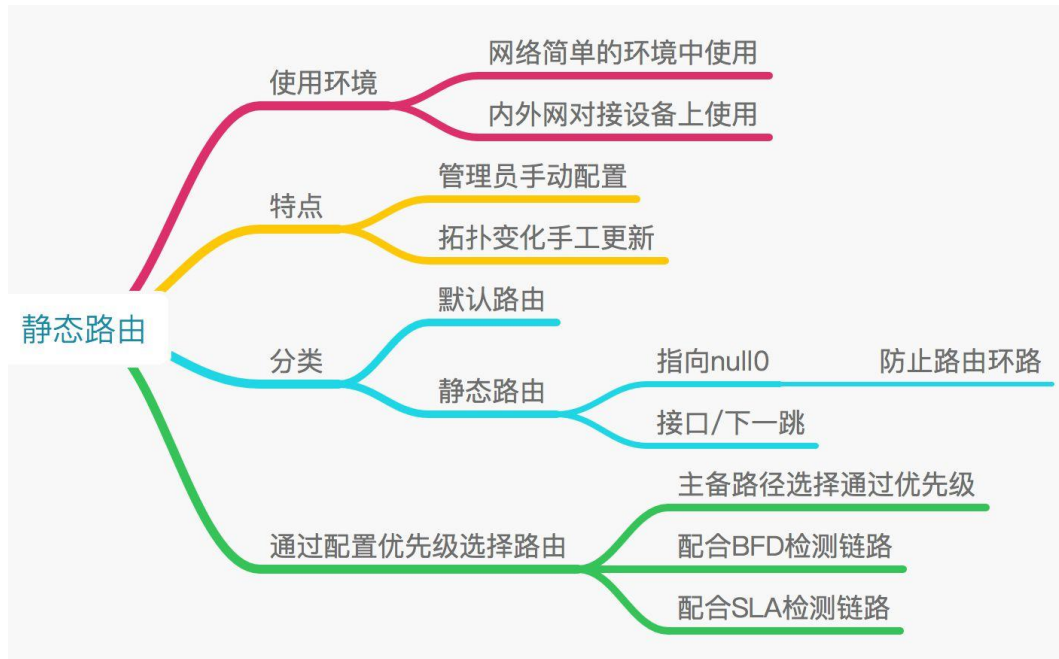 静态路由
使用环境
网络简单的环境中使用
内外网对接设备上使用
特点
管理员手动配置
拓扑变化手工更新
分类
默认路由
静态路由
指向null0
防止路由环路
接口/下一跳
通过配置优先级选择路由
主备路径选择通过优先级
配合BFD检测链路
配合SLA检测链路